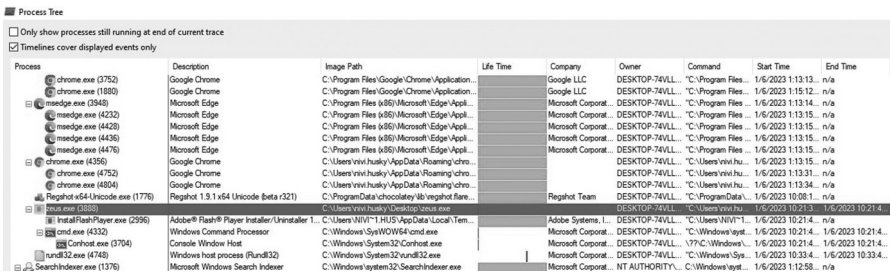 Process Tree
Only show processes still running at end of current trace
Timelines cover displayed events only
Process Description Image Path Life Time Company Owner Command Start Time End Time
chrome.exe (3752) Google Chrome C:\Program Files\Google\Chrome\Application... Google LLC DESKTOP-74VLL... "C:\Program Files ... 1/6/2023 1:13:13... n/a
chrome.exe (1880) Google Chrome C:\Program Files\Google\Chrome\Application... Google LLC DESKTOP-74VLL... "C:\Program Files ... 1/6/2023 1:15:12... n/a
msedge.exe (3948) Microsoft Edge C:\Program Files (x86)\Microsoft\Edge\Appli... Microsoft Corporat... DESKTOP-74VLL... "C:\Program Files ... 1/6/2023 1:13:14... n/a
msedge.exe (4232) Microsoft Edge C:\Program Files (x86)\Microsoft\Edge\Appli... Microsoft Corporat... DESKTOP-74VLL... "C:\Program Files ... 1/6/2023 1:13:15... n/a
msedge.exe (4428) Microsoft Edge C:\Program Files (x86)\Microsoft\Edge\Appli... Microsoft Corporat... DESKTOP-74VLL... "C:\Program Files ... 1/6/2023 1:13:15... n/a
msedge.exe (4436) Microsoft Edge C:\Program Files (x86)\Microsoft\Edge\Appli... Microsoft Corporat... DESKTOP-74VLL... "C:\Program Files ... 1/6/2023 1:13:15... n/a
msedge.exe (4476) Microsoft Edge C:\Program Files (x86)\Microsoft\Edge\Appli... Microsoft Corporat... DESKTOP-74VLL... "C:\Program Files ... 1/6/2023 1:13:15... n/a
chrome.exe (4356) Google Chrome C:\Users\nivi.husky\AppData\Roaming\chro... DESKTOP-74VLL... "C:\Users\nivi.hu... 1/6/2023 1:13:15... n/a
chrome.exe (4752) Google Chrome C:\Users\nivi.husky\AppData\Roaming\chro... DESKTOP-74VLL... "C:\Users\nivi.hu... 1/6/2023 1:13:31... n/a
chrome.exe (4804) Google Chrome C:\Users\nivi.husky\AppData\Roaming\chro... DESKTOP-74VLL... "C:\Users\nivi.hu... 1/6/2023 1:13:34... n/a
Regshot-x64-Unicode.exe (1776) Regshot 1.9.1 x64 Unicode (beta r321) C:\ProgramData\chocolatey\lib\regshot.flare... Regshot Team DESKTOP-74VLL... "C:\ProgramData\... 1/6/2023 10:08:1... n/a
zeus.exe (3888) C:\Users\nivi.husky\Desktop\zeus.exe DESKTOP-74VLL... "C:\Users\nivi.hu... 1/6/2023 10:21:3... 1/6/2023 10:21:4...
InstallFlashPlayer.exe (2996) Adobe® Flash® Player Installer/Uninstaller 1... C:\Users\NIVI~1.HUS\AppData\Local\Tem... Adobe Systems, I... DESKTOP-74VLL... "C:\Users\NIVI~1... 1/6/2023 10:21:4... n/a
cmd.exe (4332) Windows Command Processor C:\Windows\SysWOW64\cmd.exe Microsoft Corporat... DESKTOP-74VLL... "C:\Windows\syst... 1/6/2023 10:21:4... 1/6/2023 10:21:4...
Conhost.exe (3704) Console Window Host C:\Windows\System32\Conhost.exe Microsoft Corporat... DESKTOP-74VLL... \??\C:\Windows\... 1/6/2023 10:21:4... 1/6/2023 10:21:4...
rundll32.exe (4748) Windows host process (Rundll32) C:\Windows\System32\rundll32.exe Microsoft Corporat... DESKTOP-74VLL... "C:\Windows\Sys... 1/6/2023 10:33:4... 1/6/2023 10:33:4...
SearchIndexer.exe (1376) Microsoft Windows Search Indexer C:\Windows\system32\SearchIndexer.exe Microsoft Corporat... NT AUTHORITY\... C:\Windows\syst... 1/6/2023 1:12:58... n/a